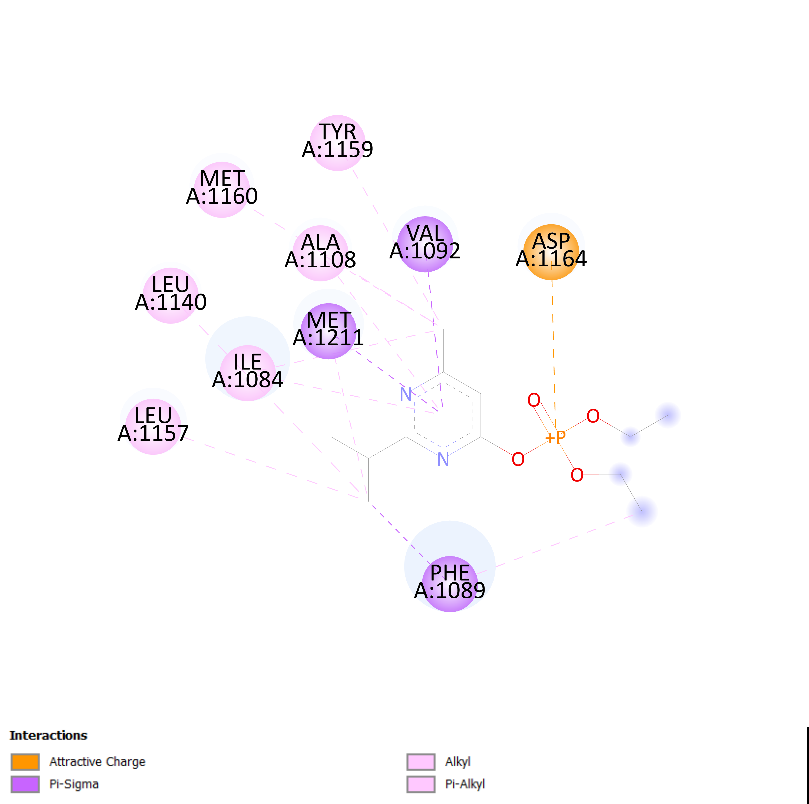 TYR
A:1159
MET
A:1160
VAL
A:1092
ALA
A:1108
ASP
A:1164
LEU
A:1140
MET
A:1211
ILE
A:1084
N
LEU
A:1157
O
O
+P
N
O
O
PHE
A:1089
Interactions
Attractive Charge
Pi-Sigma
Alkyl
Pi-Alkyl